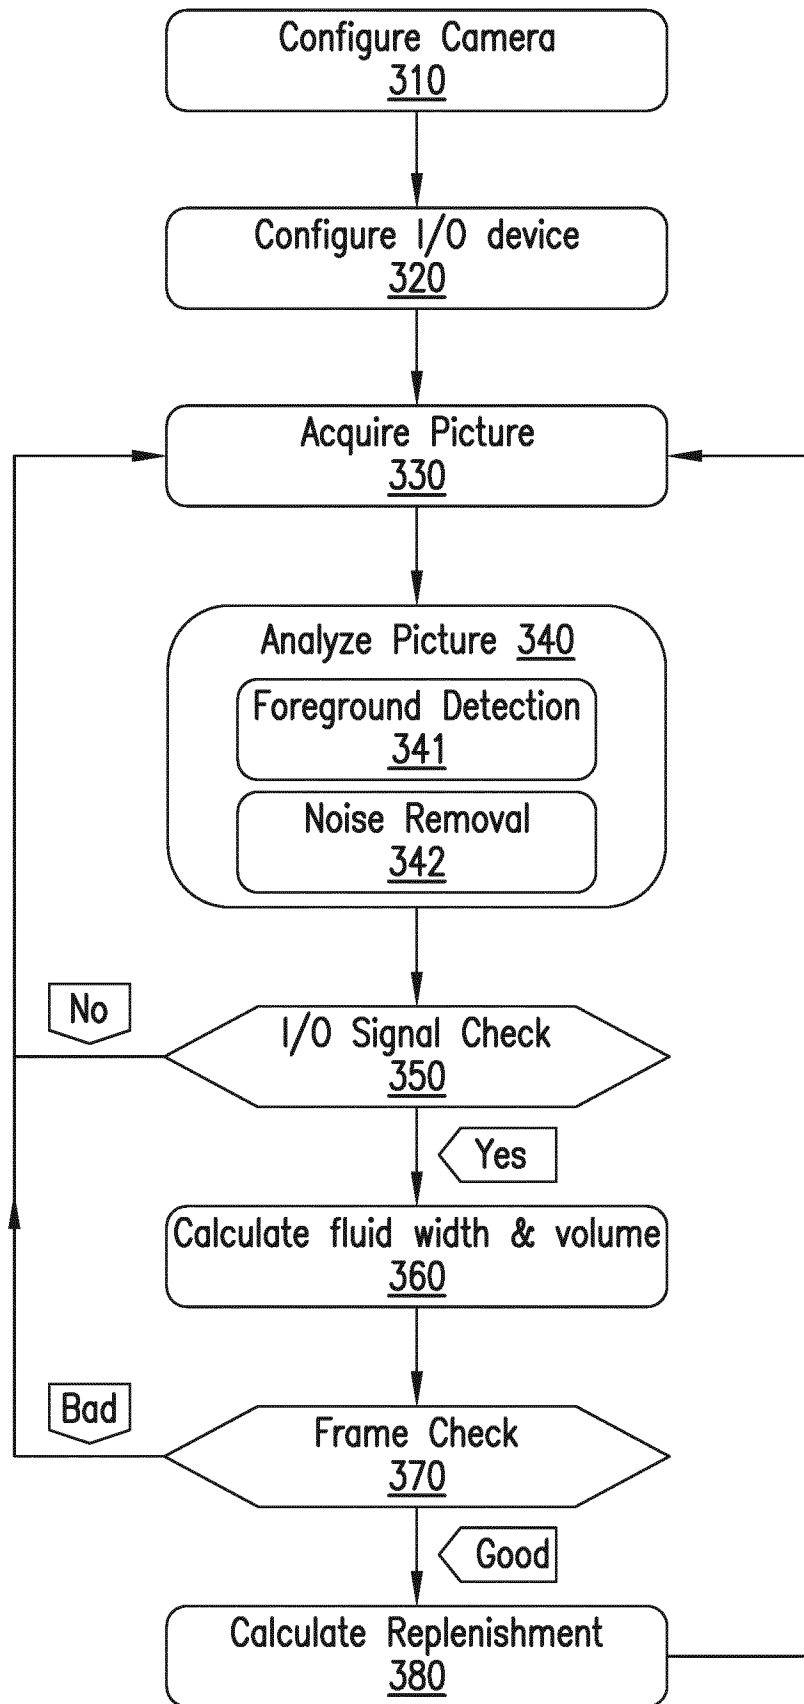 Configure Camera
310
Configure I/O device
320
Acquire Picture
330
Analyze Picture 340
Foreground Detection
341
Noise Removal
342
No
I/O Signal Check
350
Yes
Calculate fluid width & volume
360
Bad
Frame Check
370
Good
Calculate Replenishment
380